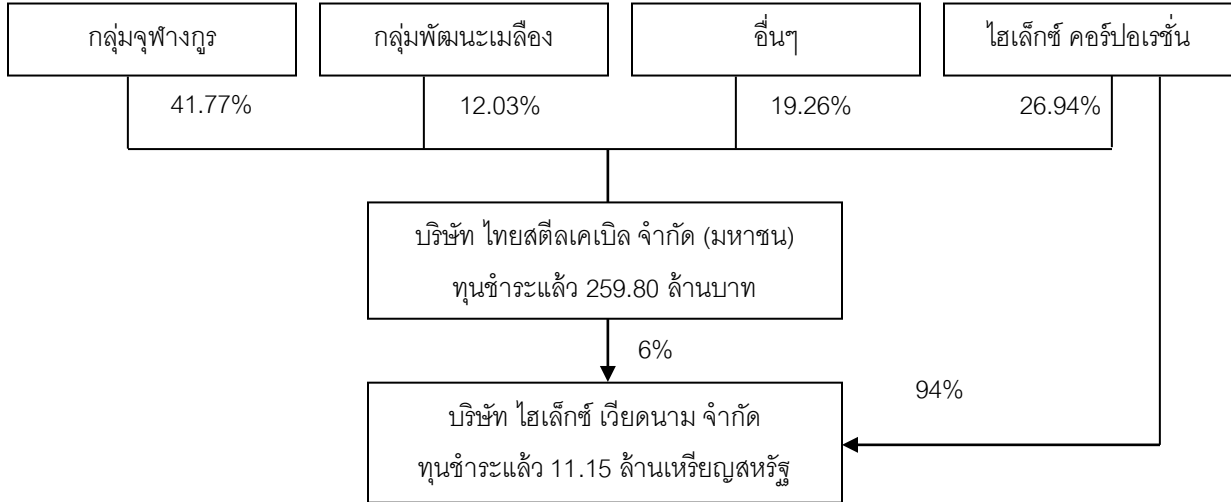 กลุ่มจุฬางกูร
กลุ่มพัฒนะเมลือง
อื่นๆ
ไฮเล็กซ์ คอร์ปอเรชั่น
41.77%
12.03%
19.26%
26.94%
บริษัท ไทยสตีลเคเบิล จำกัด (มหาชน)
ทุนชำระแล้ว 259.80 ล้านบาท
6%
94%
บริษัท ไฮเล็กซ์ เวียดนาม จำกัด
ทุนชำระแล้ว 11.15 ล้านเหรียญสหรัฐ